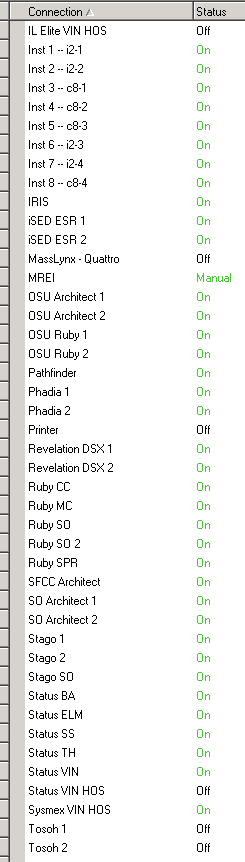 Connection Status
IL Elite VIN HOS Off
Inst 1 -- i2-1 On
Inst 2 -- i2-2 On
Inst 3 -- c8-1 On
Inst 4 -- c8-2 On
Inst 5 -- c8-3 On
Inst 6 -- i2-3 On
Inst 7 -- i2-4 On
Inst 8 -- c8-4 On
IRIS On
iSED ESR 1 On
iSED ESR 2 On
MassLynx - Quattro Off
MREI Manual
OSU Architect 1 On
OSU Architect 2 On
OSU Ruby 1 On
OSU Ruby 2 On
Pathfinder On
Phadia 1 On
Phadia 2 On
Printer Off
Revelation DSX 1 On
Revelation DSX 2 On
Ruby CC On
Ruby MC On
Ruby SO On
Ruby SO 2 On
Ruby SPR On
SFCC Architect On
SO Architect 1 On
SO Architect 2 On
Stago 1 On
Stago 2 On
Stago SO On
Status BA On
Status ELM On
Status SS On
Status TH On
Status VIN On
Status VIN HOS Off
Sysmex VIN HOS On
Tosoh 1 Off
Tosoh 2 Off